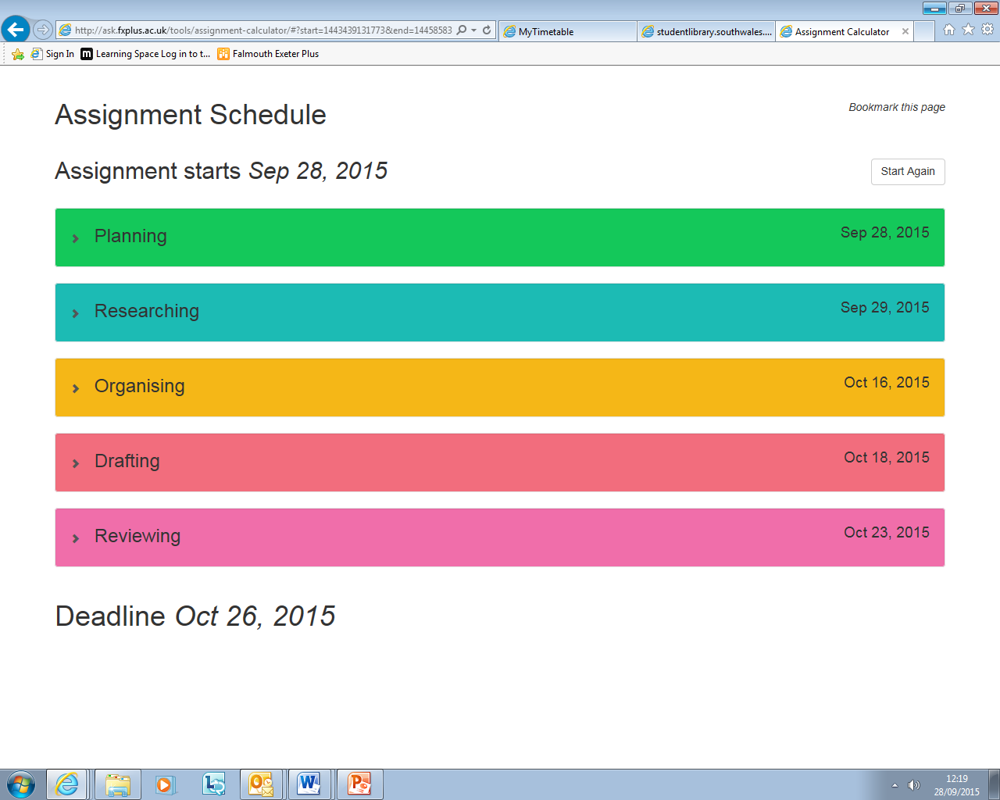 http://ask.fxplus.ac.uk/tools/assignment-calculator/#?start=1443439131773&end=14458583
MyTimetable
studentlibrary.southwales....
Assignment Calculator
Sign In
m Learning Space Log in to t...
Falmouth Exeter Plus
Assignment Schedule
Bookmark this page
Assignment starts Sep 28, 2015
Start Again
Planning
Sep 28, 2015
Researching
Sep 29, 2015
Organising
Oct 16, 2015
Drafting
Oct 18, 2015
Reviewing
Oct 23, 2015
Deadline Oct 26, 2015
12:19
28/09/2015